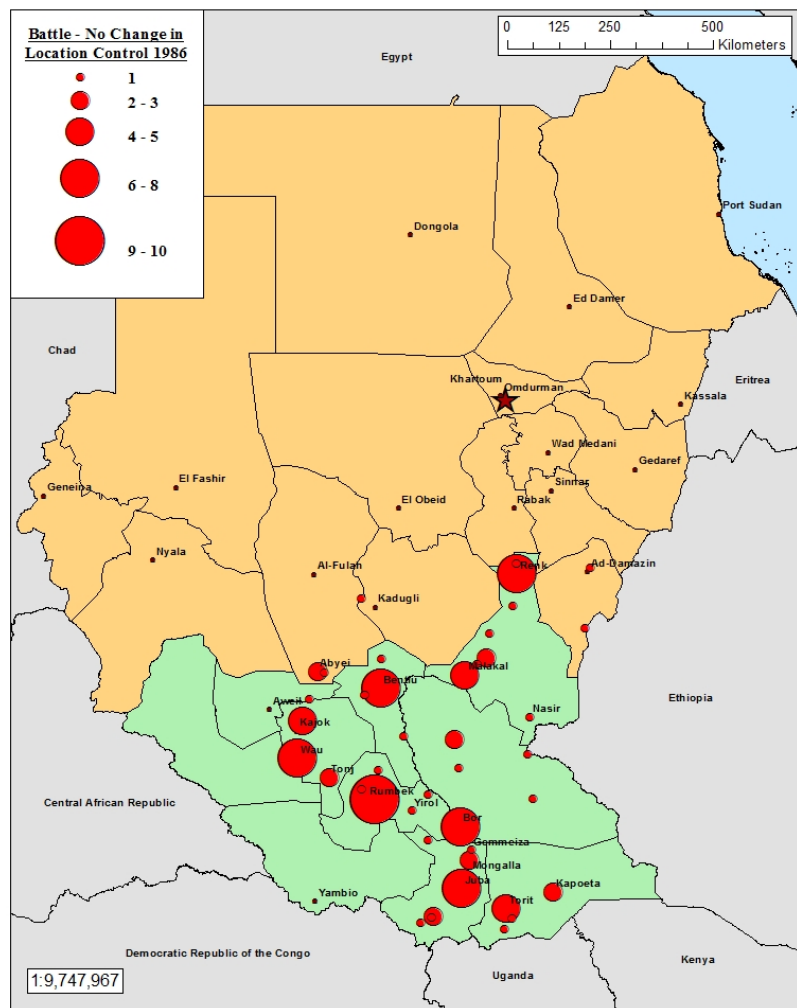 Battle - No Change in
Location Control 1986
1
2 - 3
4 - 5
6 - 8
9 - 10
0 125 250 500
Kilometers
Egypt
Port Sudan
Dongola
Ed Damer
Chad
Khartoum
Omdurman
Eritrea
Kassala
Wad Medani
Gedaref
El Fashir
Geneina
Sinnar
El Obeid
Rabak
Nyala
Al-Fulah
Renk
Ad-Damazin
Kadugli
Abyei
Malakal
Bentiu
Ethiopia
Aweil
Nasir
Kajok
Wau
Tonj
Rumbek
Central African Republic
Yirol
Bor
Gemmeiza
Mongalla
Juba
Kapoeta
Yambio
Torit
Democratic Republic of the Congo
Kenya
Uganda
1:9,747,967